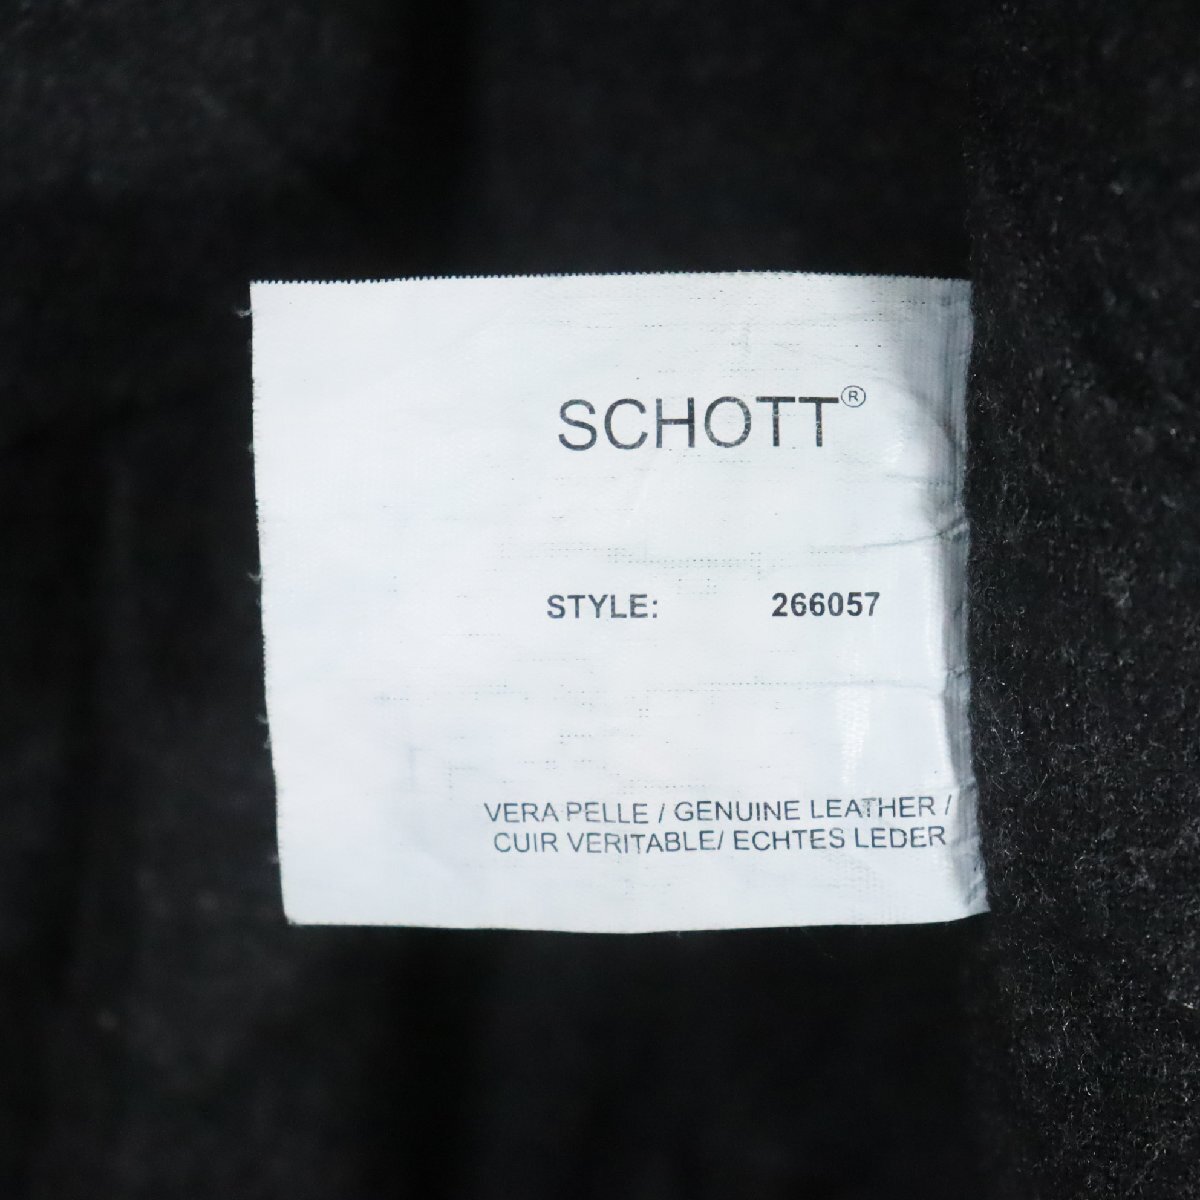 SCHOTT®
STYLE: 266057
VERA PELLE / GENUINE LEATHER /
CUIR VERITABLE/ ECHTES LEDER